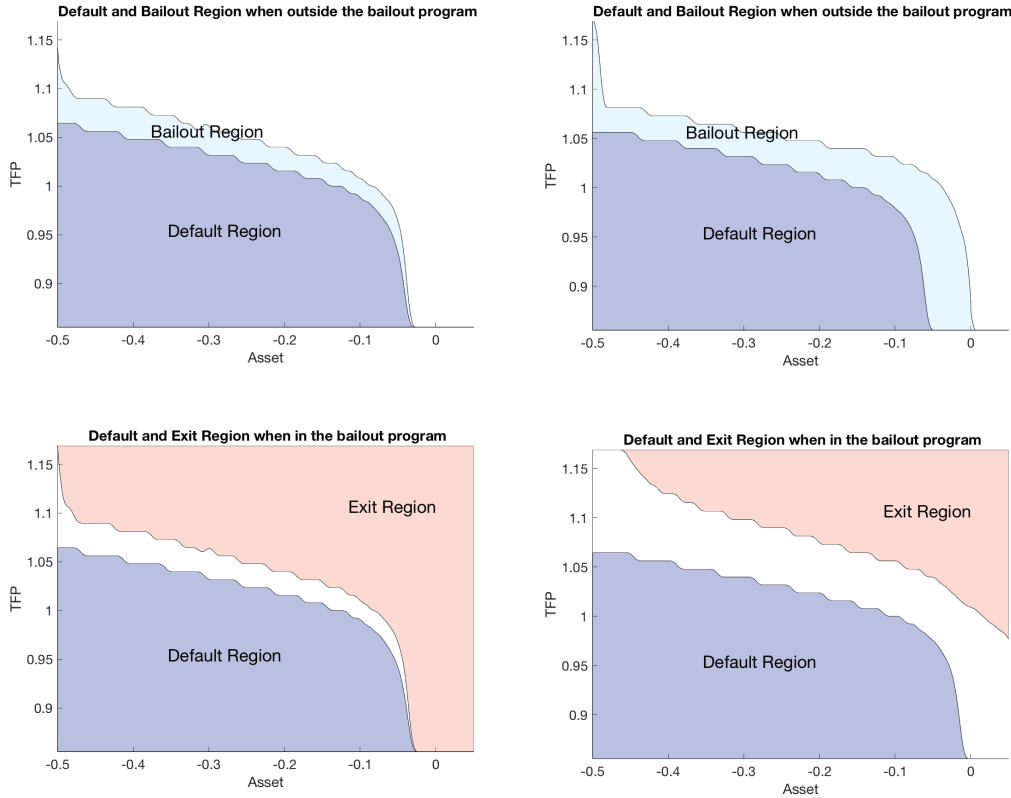 Default and Bailout Region when outside the bailout program
1.15
1.1
1.05
1
0.95
0.9
TFP
Bailout Region
Default Region
-0.5 -0.4 -0.3 -0.2 -0.1 0
Asset
Default and Bailout Region when outside the bailout program
1.15
1.1
1.05
1
0.95
0.9
TFP
Bailout Region
Default Region
-0.5 -0.4 -0.3 -0.2 -0.1 0
Asset
Default and Exit Region when in the bailout program
1.15
1.1
1.05
1
0.95
0.9
TFP
Exit Region
Default Region
-0.5 -0.4 -0.3 -0.2 -0.1 0
Asset
Default and Exit Region when in the bailout program
1.15
1.1
1.05
1
0.95
0.9
TFP
Exit Region
Default Region
-0.5 -0.4 -0.3 -0.2 -0.1 0
Asset